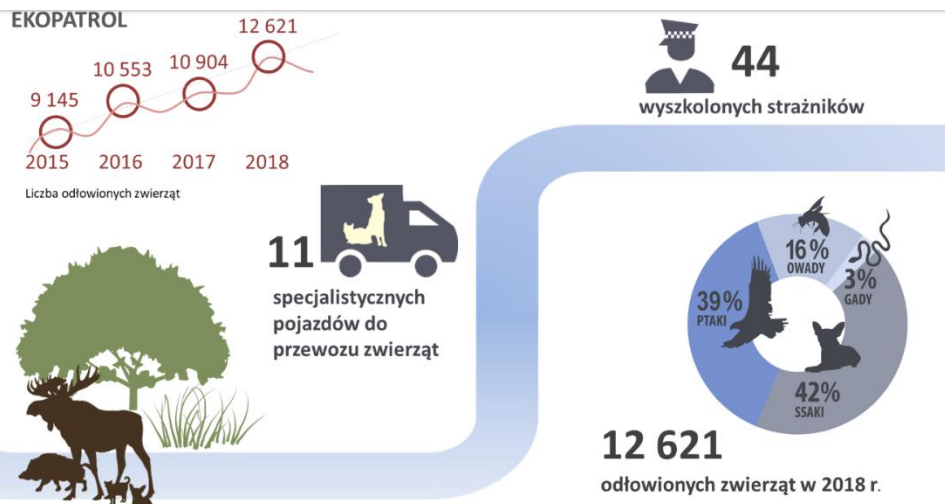 EKOPATROL
9 145
10 553
10 904
12 621
2015 2016 2017 2018
Liczba odłowionych zwierząt
44
wyszkolonych strażników
11
specjalistycznych
pojazdów do
przewozu zwierząt
16%
OWADY
3%
GADY
39%
PTAKI
42%
SSAKI
12 621
odłowionych zwierząt w 2018 r.